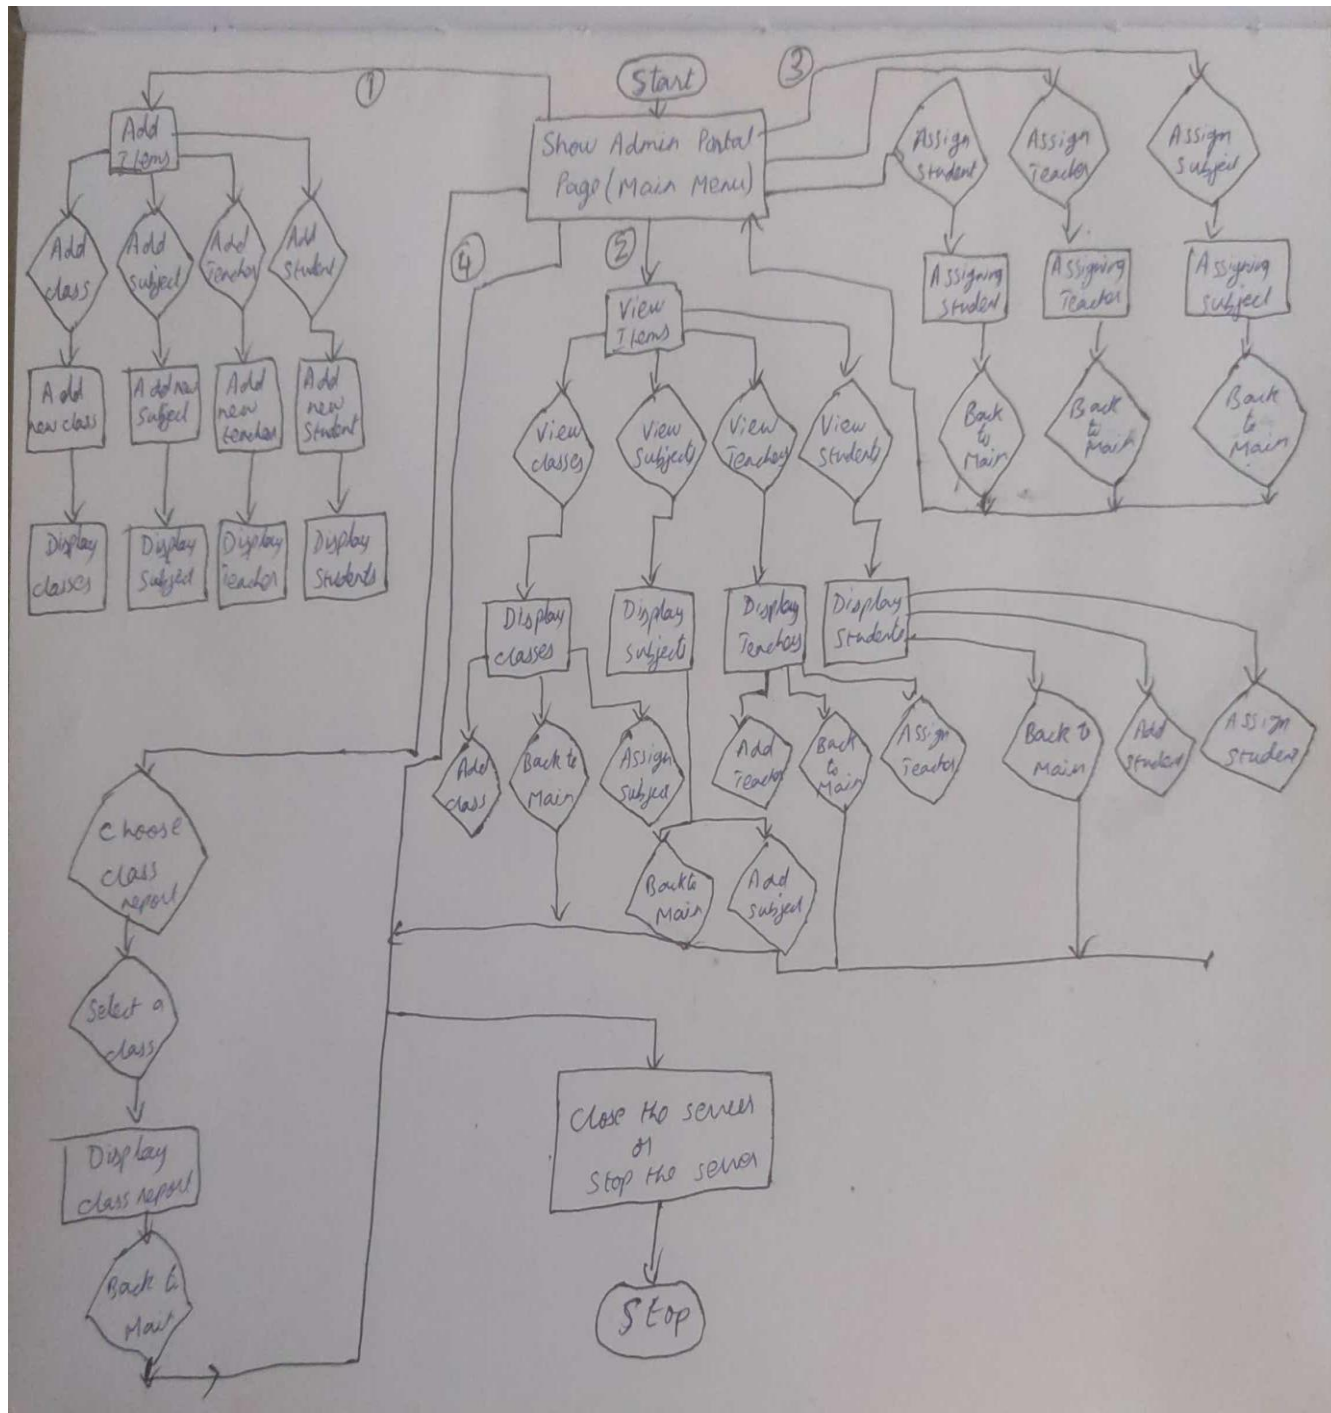 Start
Show Admin Portal
Page (Main Menu)
①
Add
Items
Add
class
Add
subject
Add
Teacher
Add
Student
Add
new class
Add new
subject
Add
new
teacher
Add
new
Student
Display
classes
Display
Subject
Display
Teacher
Display
Students
②
View
Items
View
classes
View
Subjects
View
Teachers
View
Students
Display
classes
Display
subjects
Display
Teachers
Display
Students
Add
class
Back to
Main
Assign
subject
Back to
Main
Add
subject
Add
Teacher
Back
to
Main
Assign
Teacher
Back to
Main
Add
Student
Assign
Student
③
Assign
Student
Assign
Teacher
Assign
Subject
Assigning
Student
Assigning
Teacher
Assigning
subject
Back
to
Main
Back
to
Main
Back
to
Main
④
Choose
class
report
Select a
class
Display
class report
Back to
Main
Close the server
or
Stop the server
Stop